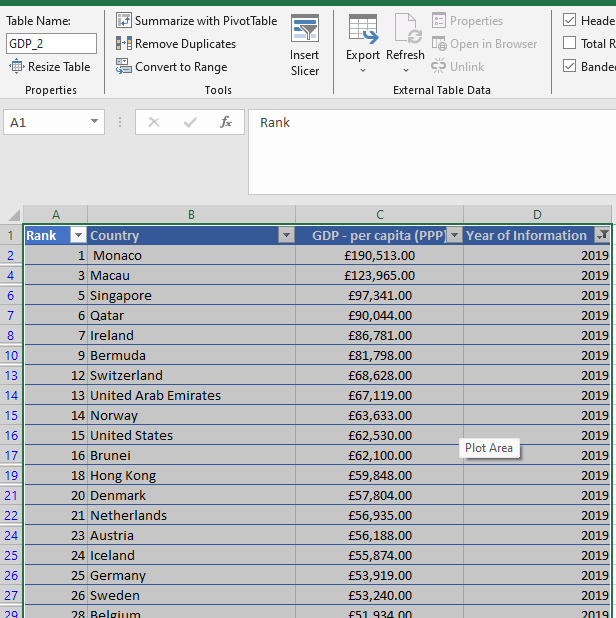 Table Name:
GDP_2
Resize Table
Properties
Summarize with PivotTable
Remove Duplicates
Convert to Range
Tools
Insert
Slicer
Export
Refresh
Properties
Open in Browser
Unlink
External Table Data
Heade
Total R
Bande
A1
fx
Rank
A B C D
1 Rank Country GDP - per capita (PPP) Year of Information
2 1 Monaco £190,513.00 2019
4 3 Macau £123,965.00 2019
6 5 Singapore £97,341.00 2019
7 6 Qatar £90,044.00 2019
8 7 Ireland £86,781.00 2019
10 9 Bermuda £81,798.00 2019
13 12 Switzerland £68,628.00 2019
14 13 United Arab Emirates £67,119.00 2019
15 14 Norway £63,633.00 2019
16 15 United States £62,530.00 2019
17 16 Brunei £62,100.00 2019
Plot Area
19 18 Hong Kong £59,848.00 2019
21 20 Denmark £57,804.00 2019
22 21 Netherlands £56,935.00 2019
24 23 Austria £56,188.00 2019
25 24 Iceland £55,874.00 2019
26 25 Germany £53,919.00 2019
27 26 Sweden £53,240.00 2019
29 28 Belgium £51,934.00 2019